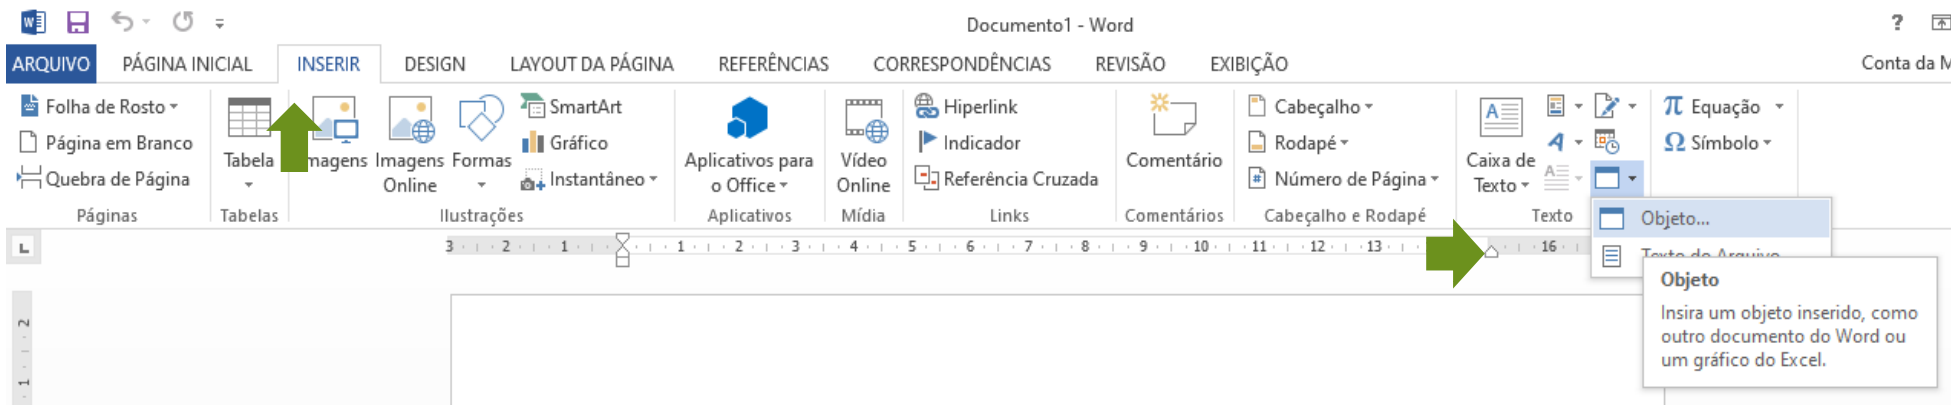 Documento1 - Word
?
ARQUIVO PÁGINA INICIAL INSERIR DESIGN LAYOUT DA PÁGINA REFERÊNCIAS CORRESPONDÊNCIAS REVISÃO EXIBIÇÃO Conta da M
Folha de Rosto
Página em Branco
Quebra de Página
Páginas
Tabela
Tabelas
magens
Imagens
Online
Formas
SmartArt
Gráfico
Instantâneo
Ilustrações
Aplicativos para
o Office
Aplicativos
Vídeo
Online
Mídia
Hiperlink
Indicador
Referência Cruzada
Links
Comentário
Comentários
Cabeçalho
Rodapé
Número de Página
Cabeçalho e Rodapé
Caixa de
Texto
Texto
π Equação
Ω Símbolo
Objeto...
Texto do Arquivo
Objeto
Insira um objeto inserido, como
outro documento do Word ou
um gráfico do Excel.
L
3 2 1 1 2 3 4 5 6 7 8 9 10 11 12 13 16
2
1